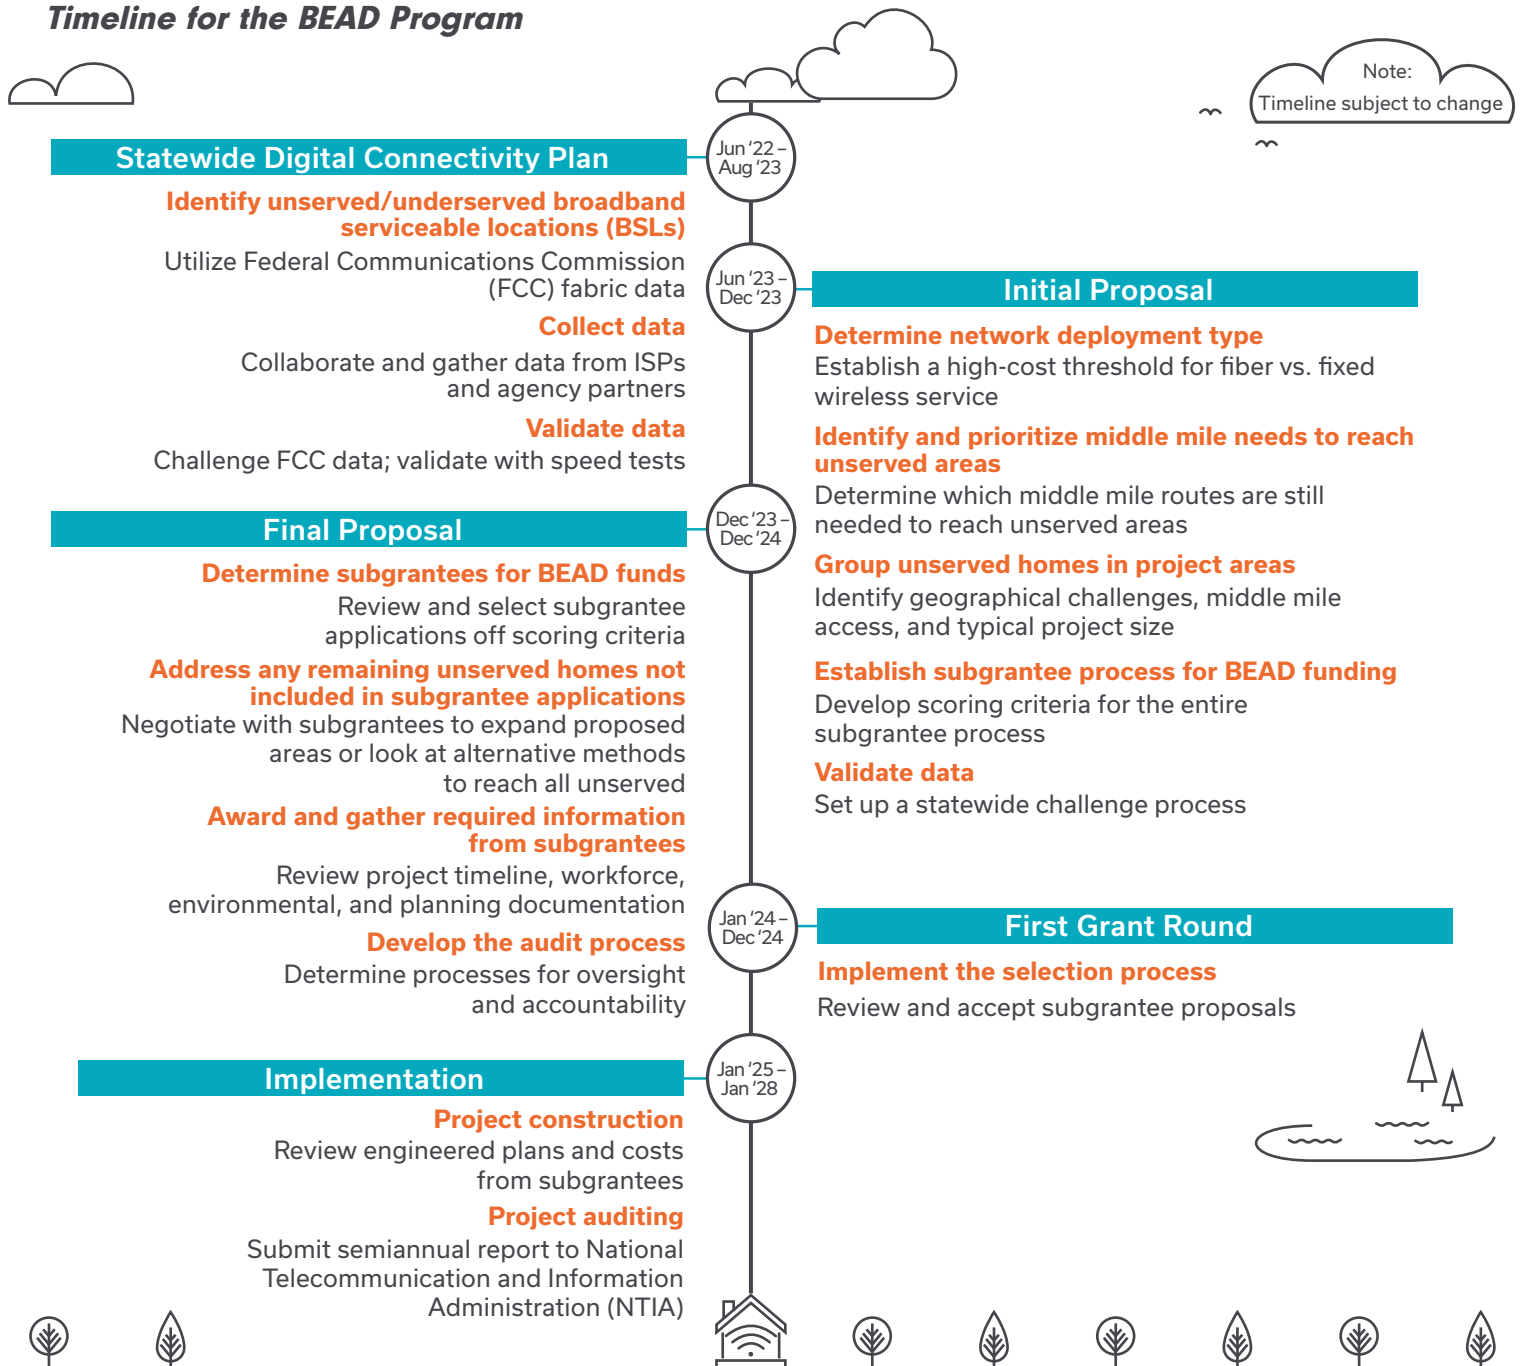 Timeline for the BEAD Program
Note:
Timeline subject to change
Jun ‘22 –
Aug ‘23
Statewide Digital Connectivity Plan
Identify unserved/underserved broadband
serviceable locations (BSLs)
Utilize Federal Communications Commission
(FCC) fabric data
Collect data
Collaborate and gather data from ISPs
and agency partners
Validate data
Challenge FCC data; validate with speed tests
Jun ‘23 –
Dec ‘23
Initial Proposal
Determine network deployment type
Establish a high-cost threshold for fiber vs. fixed
wireless service
Identify and prioritize middle mile needs to reach
unserved areas
Determine which middle mile routes are still
needed to reach unserved areas
Group unserved homes in project areas
Identify geographical challenges, middle mile
access, and typical project size
Establish subgrantee process for BEAD funding
Develop scoring criteria for the entire
subgrantee process
Validate data
Set up a statewide challenge process
Dec ‘23 –
Dec ‘24
Final Proposal
Determine subgrantees for BEAD funds
Review and select subgrantee
applications off scoring criteria
Address any remaining unserved homes not
included in subgrantee applications
Negotiate with subgrantees to expand proposed
areas or look at alternative methods
to reach all unserved
Award and gather required information
from subgrantees
Review project timeline, workforce,
environmental, and planning documentation
Develop the audit process
Determine processes for oversight
and accountability
Jan ‘24 –
Dec ‘24
First Grant Round
Implement the selection process
Review and accept subgrantee proposals
Jan ‘25 –
Jan ‘28
Implementation
Project construction
Review engineered plans and costs
from subgrantees
Project auditing
Submit semiannual report to National
Telecommunication and Information
Administration (NTIA)